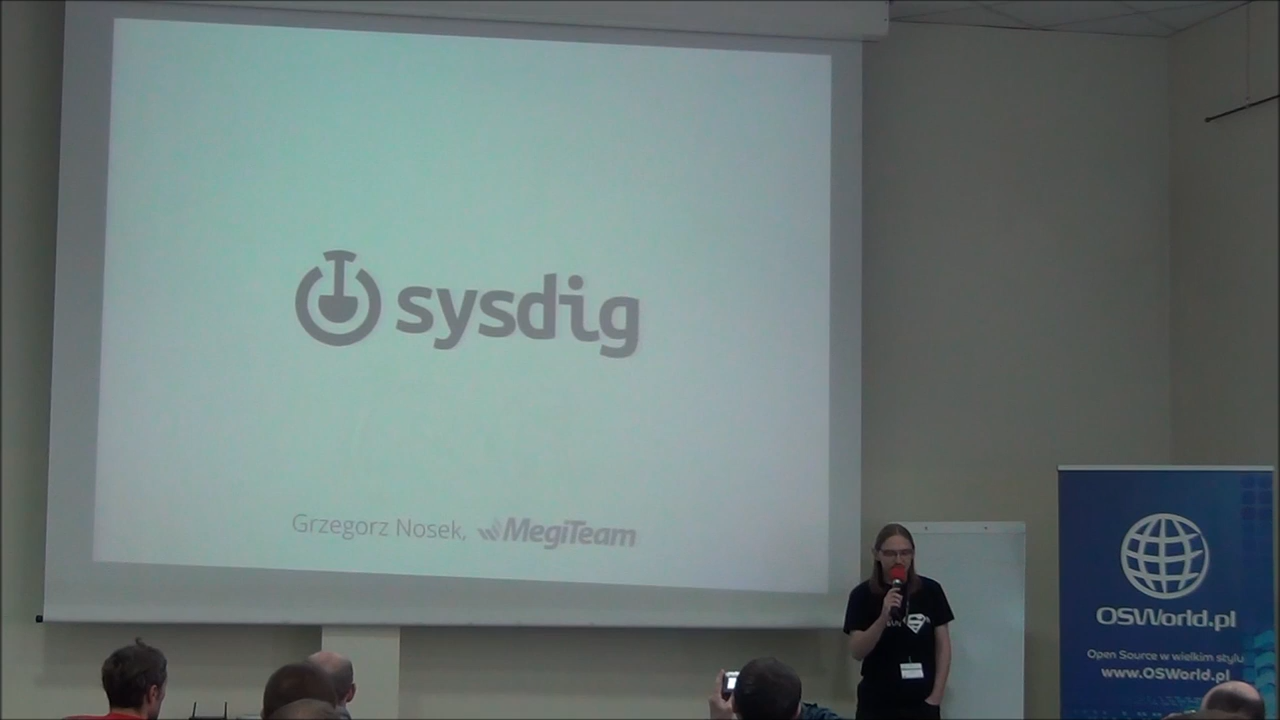 sysdig
Grzegorz Nosek, MegiTeam
OSWorld.pl
Open Source w wielkim stylu
www.OSWorld.pl